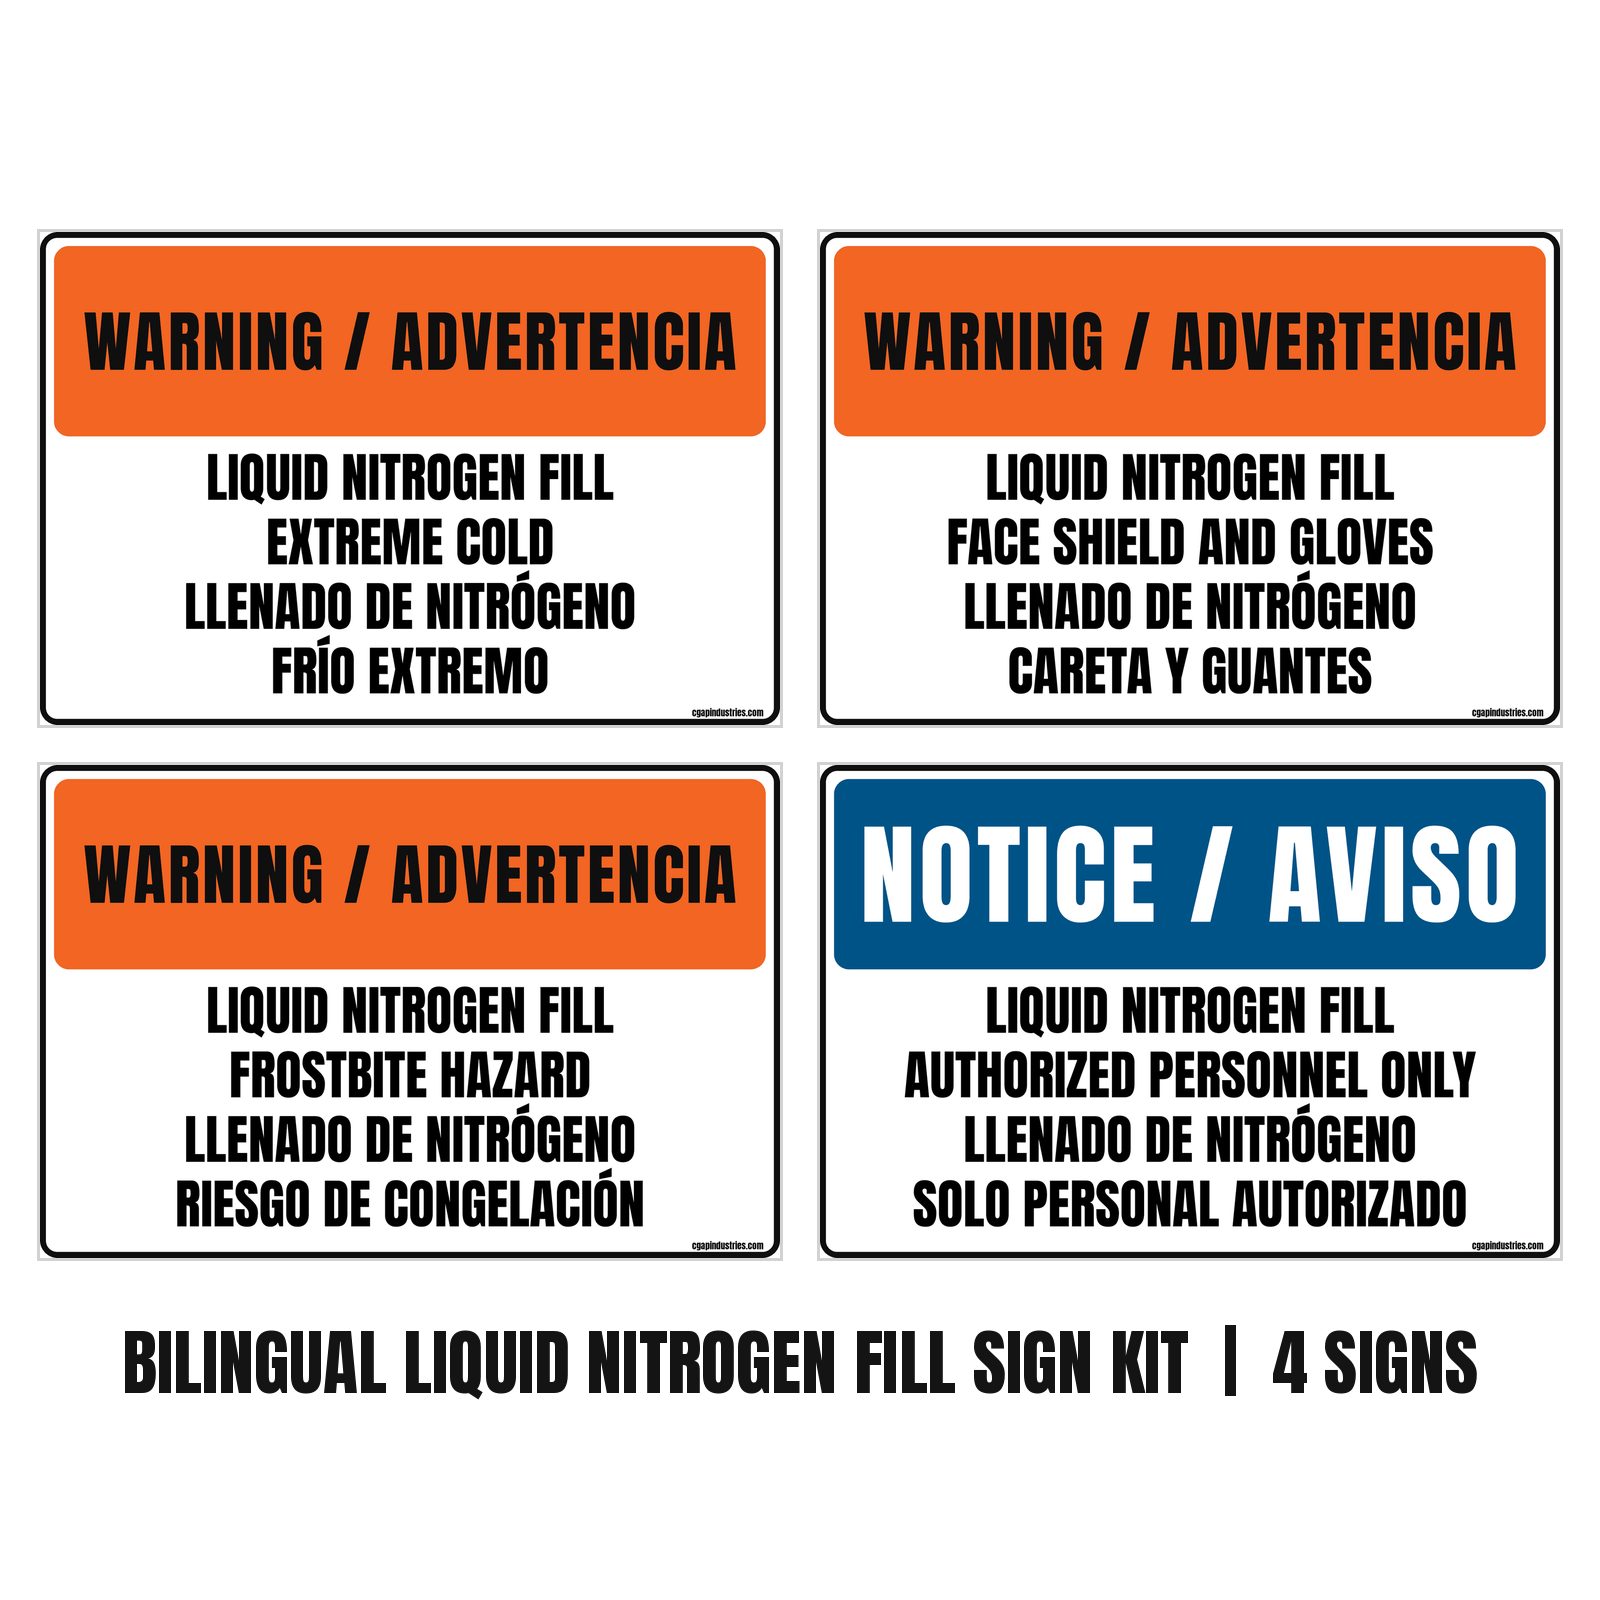 WARNING / ADVERTENCIA
LIQUID NITROGEN FILL
EXTREME COLD
LLENADO DE NITRÓGENO
FRÍO EXTREMO
cgapindustries.com
WARNING / ADVERTENCIA
LIQUID NITROGEN FILL
FACE SHIELD AND GLOVES
LLENADO DE NITRÓGENO
CARETA Y GUANTES
cgapindustries.com
WARNING / ADVERTENCIA
LIQUID NITROGEN FILL
FROSTBITE HAZARD
LLENADO DE NITRÓGENO
RIESGO DE CONGELACIÓN
cgapindustries.com
NOTICE / AVISO
LIQUID NITROGEN FILL
AUTHORIZED PERSONNEL ONLY
LLENADO DE NITRÓGENO
SOLO PERSONAL AUTORIZADO
cgapindustries.com
BILINGUAL LIQUID NITROGEN FILL SIGN KIT | 4 SIGNS